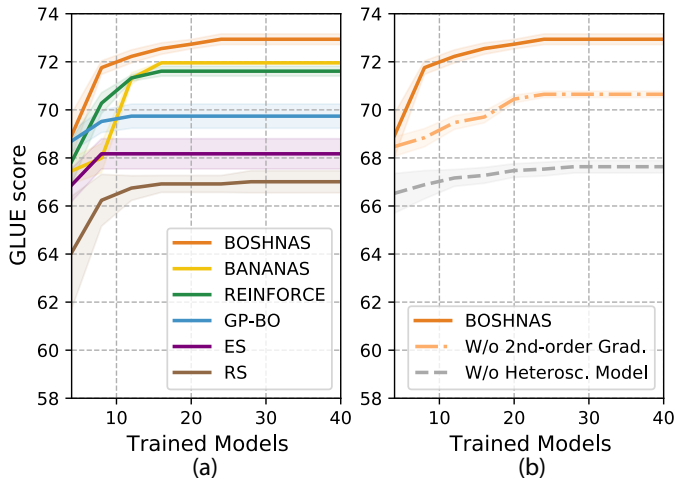 GLUE score
74
72
70
68
66
64
62
60
58
BOSHNAS
BANANAS
REINFORCE
GP-BO
ES
RS
10 20 30 40
Trained Models
(a)
74
72
70
68
66
64
62
60
58
BOSHNAS
W/o 2nd-order Grad.
W/o Heterosc. Model
10 20 30 40
Trained Models
(b)